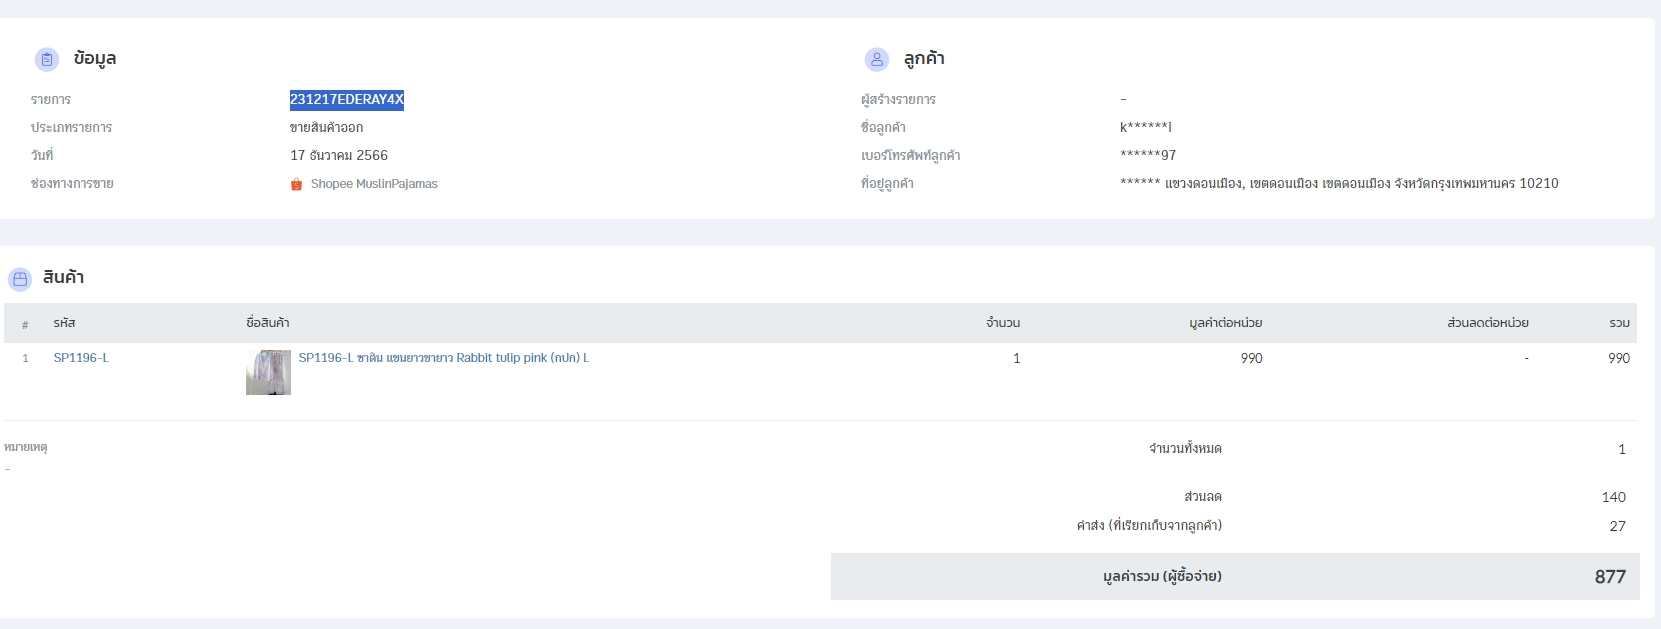 ข้อมูล
รายการ 231217EDERAY4X
ประเภทรายการ ขายสินค้าออก
วันที่ 17 ธันวาคม 2566
ช่องทางการขาย Shopee MuslinPajamas
ลูกค้า
ผู้สร้างรายการ -
ชื่อลูกค้า k******i
เบอร์โทรศัพท์ลูกค้า ******97
ที่อยู่ลูกค้า ****** แขวงดอนเมือง, เขตดอนเมือง เขตดอนเมือง จังหวัดกรุงเทพมหานคร 10210
สินค้า
# รหัส ชื่อสินค้า จำนวน มูลค่าต่อหน่วย ส่วนลดต่อหน่วย รวม
1 SP1196-L SP1196-L ซาติน แขนยาวขายาว Rabbit tulip pink (กปก) L 1 990 - 990
หมายเหตุ
-
จำนวนทั้งหมด 1
ส่วนลด 140
ค่าส่ง (ที่เรียกเก็บจากลูกค้า) 27
มูลค่ารวม (ผู้ซื้อจ่าย) 877